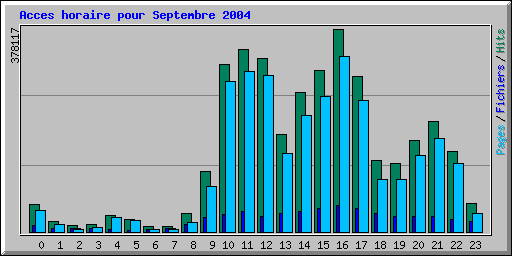 Acces horaire pour Septembre 2004
378117
Pages / Fichiers / Hits
0 1 2 3 4 5 6 7 8 9 10 11 12 13 14 15 16 17 18 19 20 21 22 23